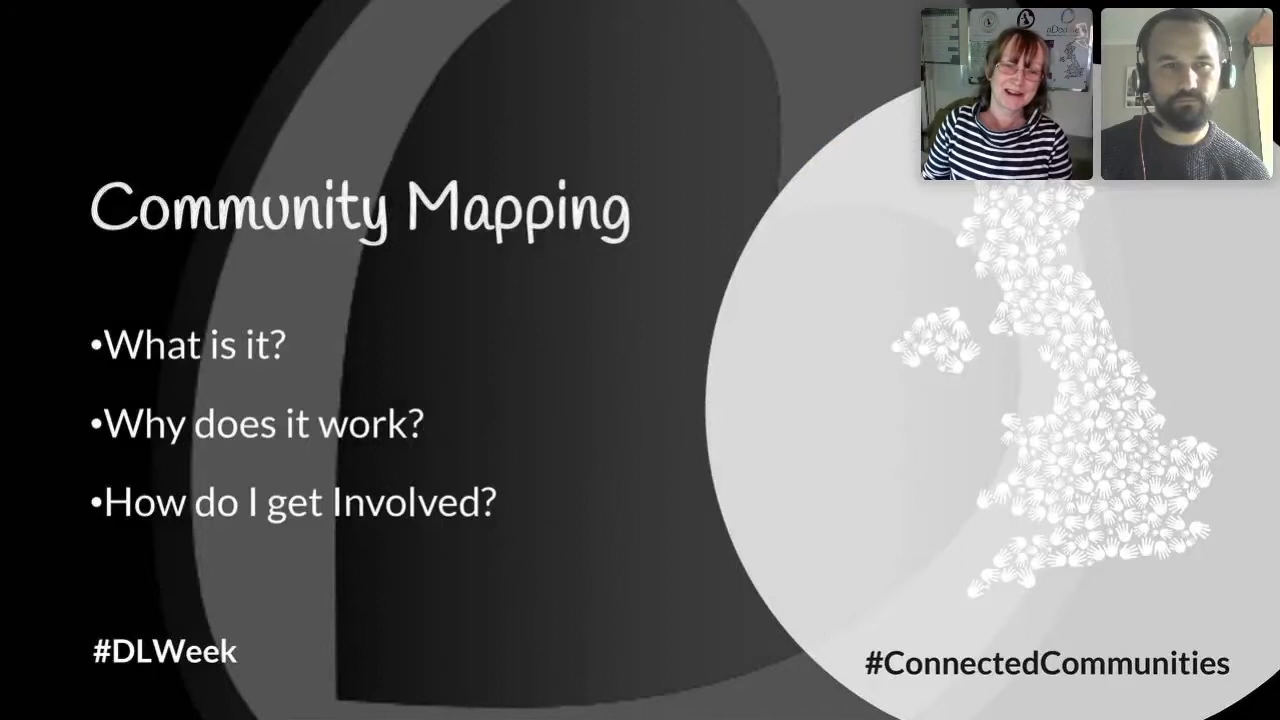 Community Mapping
•What is it?
•Why does it work?
•How do I get Involved?
#DLWeek
#ConnectedCommunities